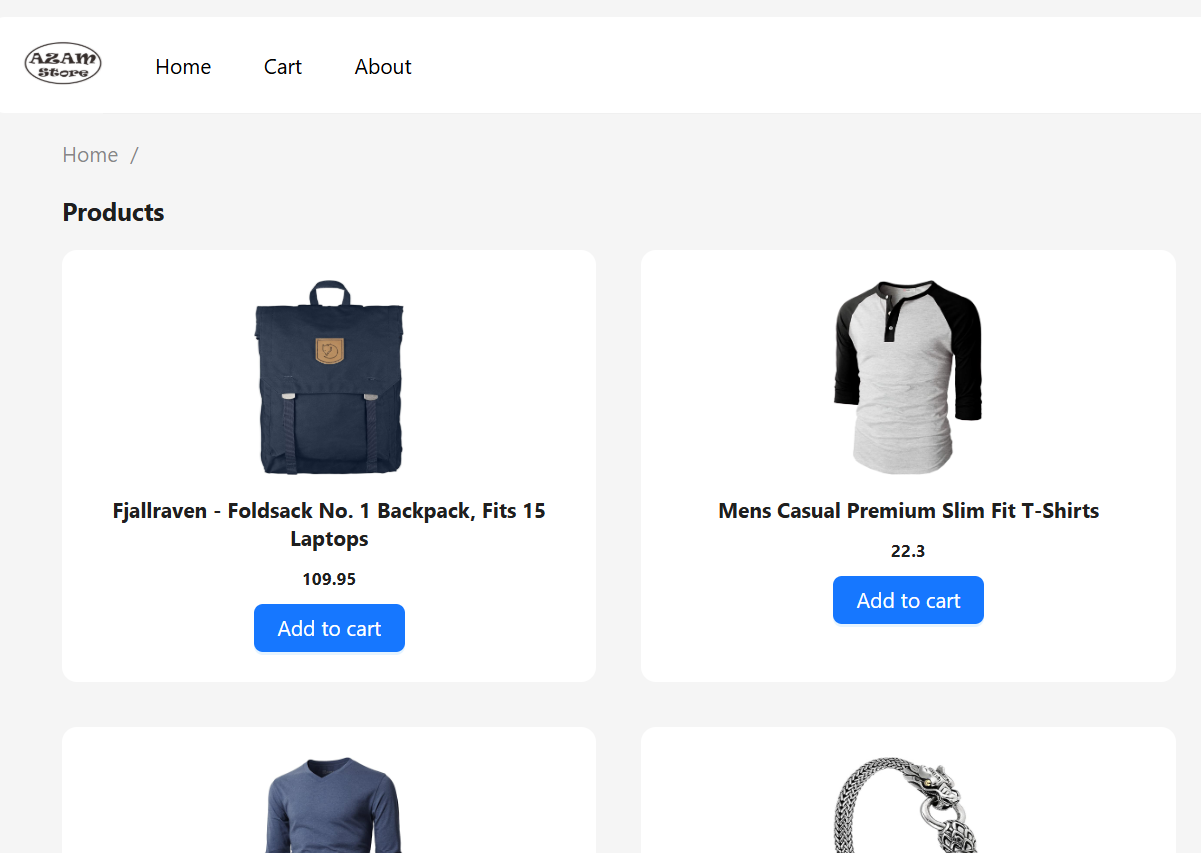 AZAM
Store
Home
Cart
About
Home /
Products
Fjallraven - Foldsack No. 1 Backpack, Fits 15
Laptops
109.95
Add to cart
Mens Casual Premium Slim Fit T-Shirts
22.3
Add to cart